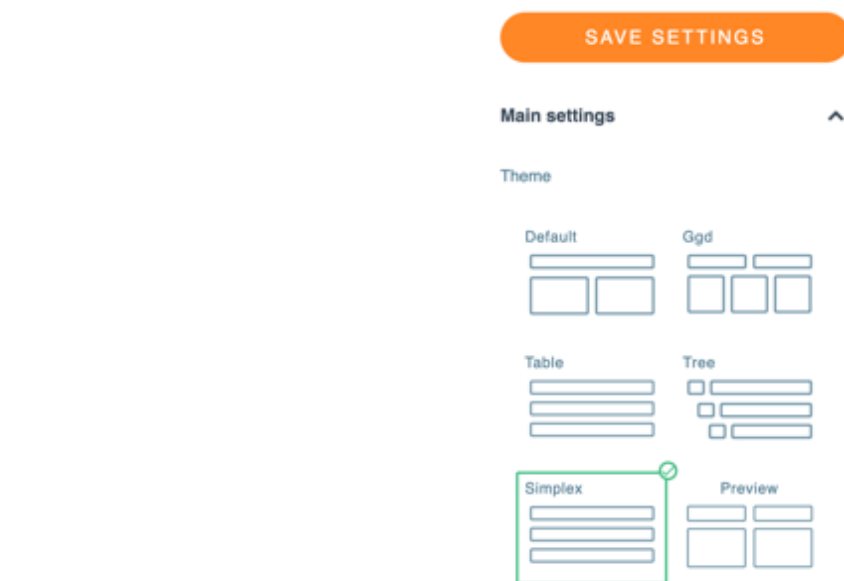 SAVE SETTINGS
Main settings
Theme
Default
Ggd
Table
Tree
Simplex
Preview